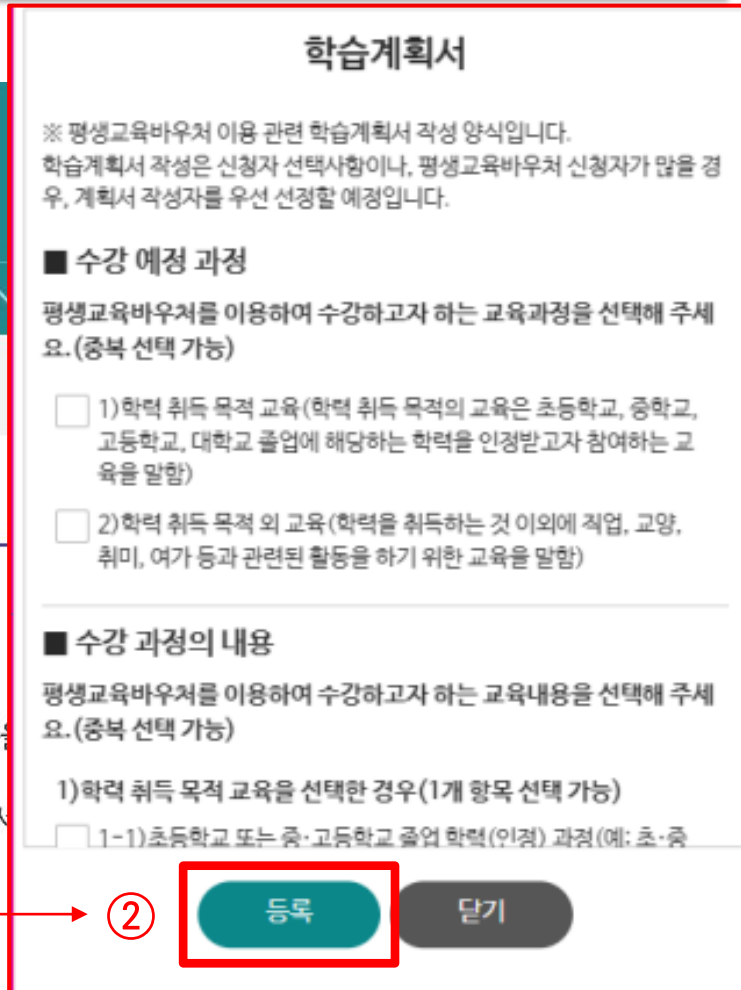 학습계획서
※ 평생교육바우처 이용 관련 학습계획서 작성 양식입니다.
학습계획서 작성은 신청자 선택사항이나, 평생교육바우처 신청자가 많을 경
우, 계획서 작성자를 우선 선정할 예정입니다.
■ 수강 예정 과정
평생교육바우처를 이용하여 수강하고자 하는 교육과정을 선택해 주세
요.(중복 선택 가능)
1)학력 취득 목적 교육(학력 취득 목적의 교육은 초등학교, 중학교,
고등학교, 대학교 졸업에 해당하는 학력을 인정받고자 참여하는 교
육을 말함)
2)학력 취득 목적 외 교육(학력을 취득하는 것 이외에 직업, 교양,
취미, 여가 등과 관련된 활동을 하기 위한 교육을 말함)
■ 수강 과정의 내용
평생교육바우처를 이용하여 수강하고자 하는 교육내용을 선택해 주세
요.(중복 선택 가능)
1)학력 취득 목적 교육을 선택한 경우(1개 항목 선택 가능)
1-1)초등학교 또는 중·고등학교 졸업 학력(인정) 과정(예: 초·중
② 등록 닫기